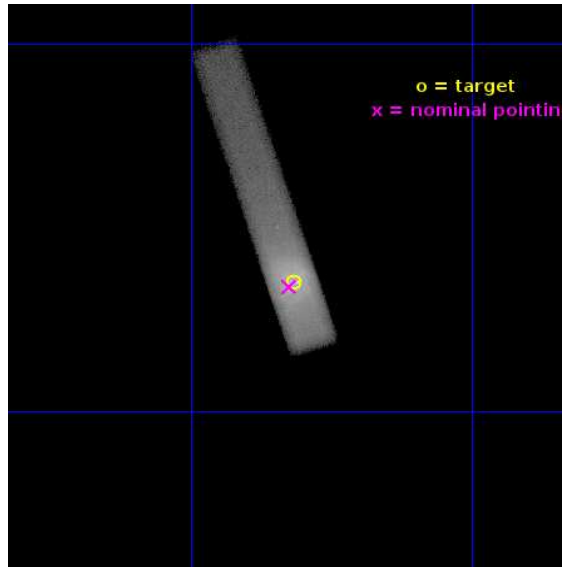 o = target
x = nominal pointin